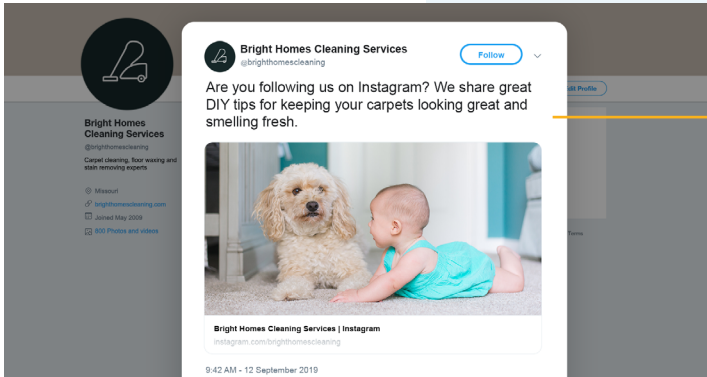 Bright Homes Cleaning Services
@brighthomescleaning
Follow
Are you following us on Instagram? We share great
DIY tips for keeping your carpets looking great and
smelling fresh.
Bright Homes Cleaning Services | Instagram
instagram.com/brighthomescleaning
9:42 AM - 12 September 2019
Bright Homes
Cleaning Services
@brighthomescleaning
Carpet cleaning, floor waxing and
stain removing experts
Missouri
brighthomescleaning.com
Joined May 2009
600 Photos and videos
Profile
Terms